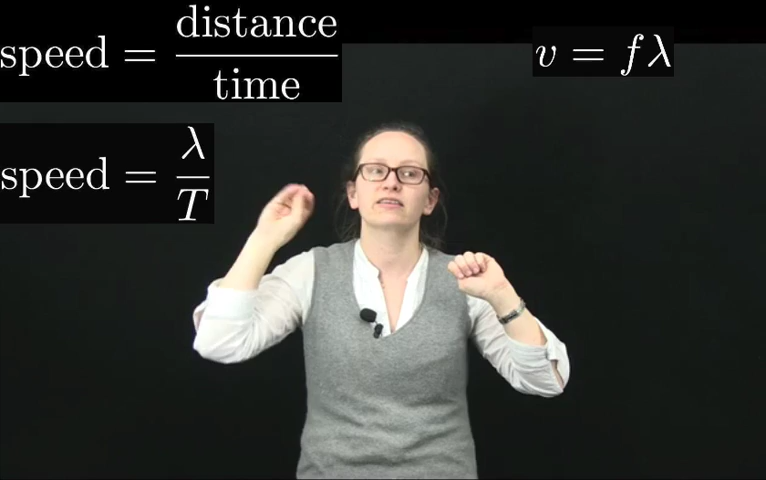 speed = distance / time
v = fλ
speed = λ / T